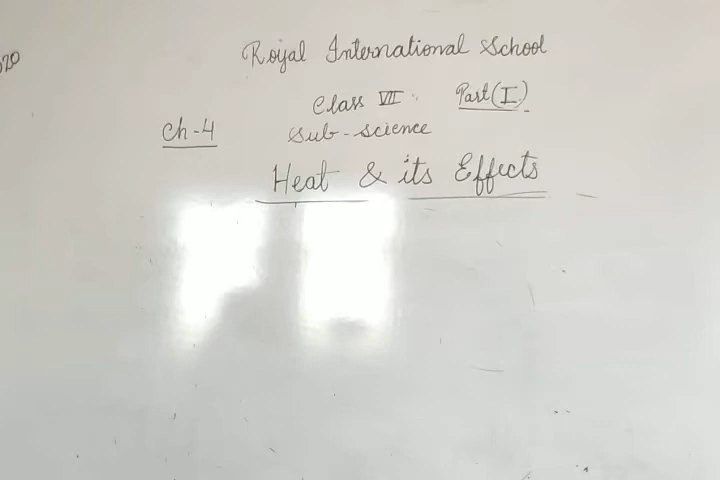 Royal International School
Class VII Part (I)
Ch-4 Sub-science
Heat & its Effects